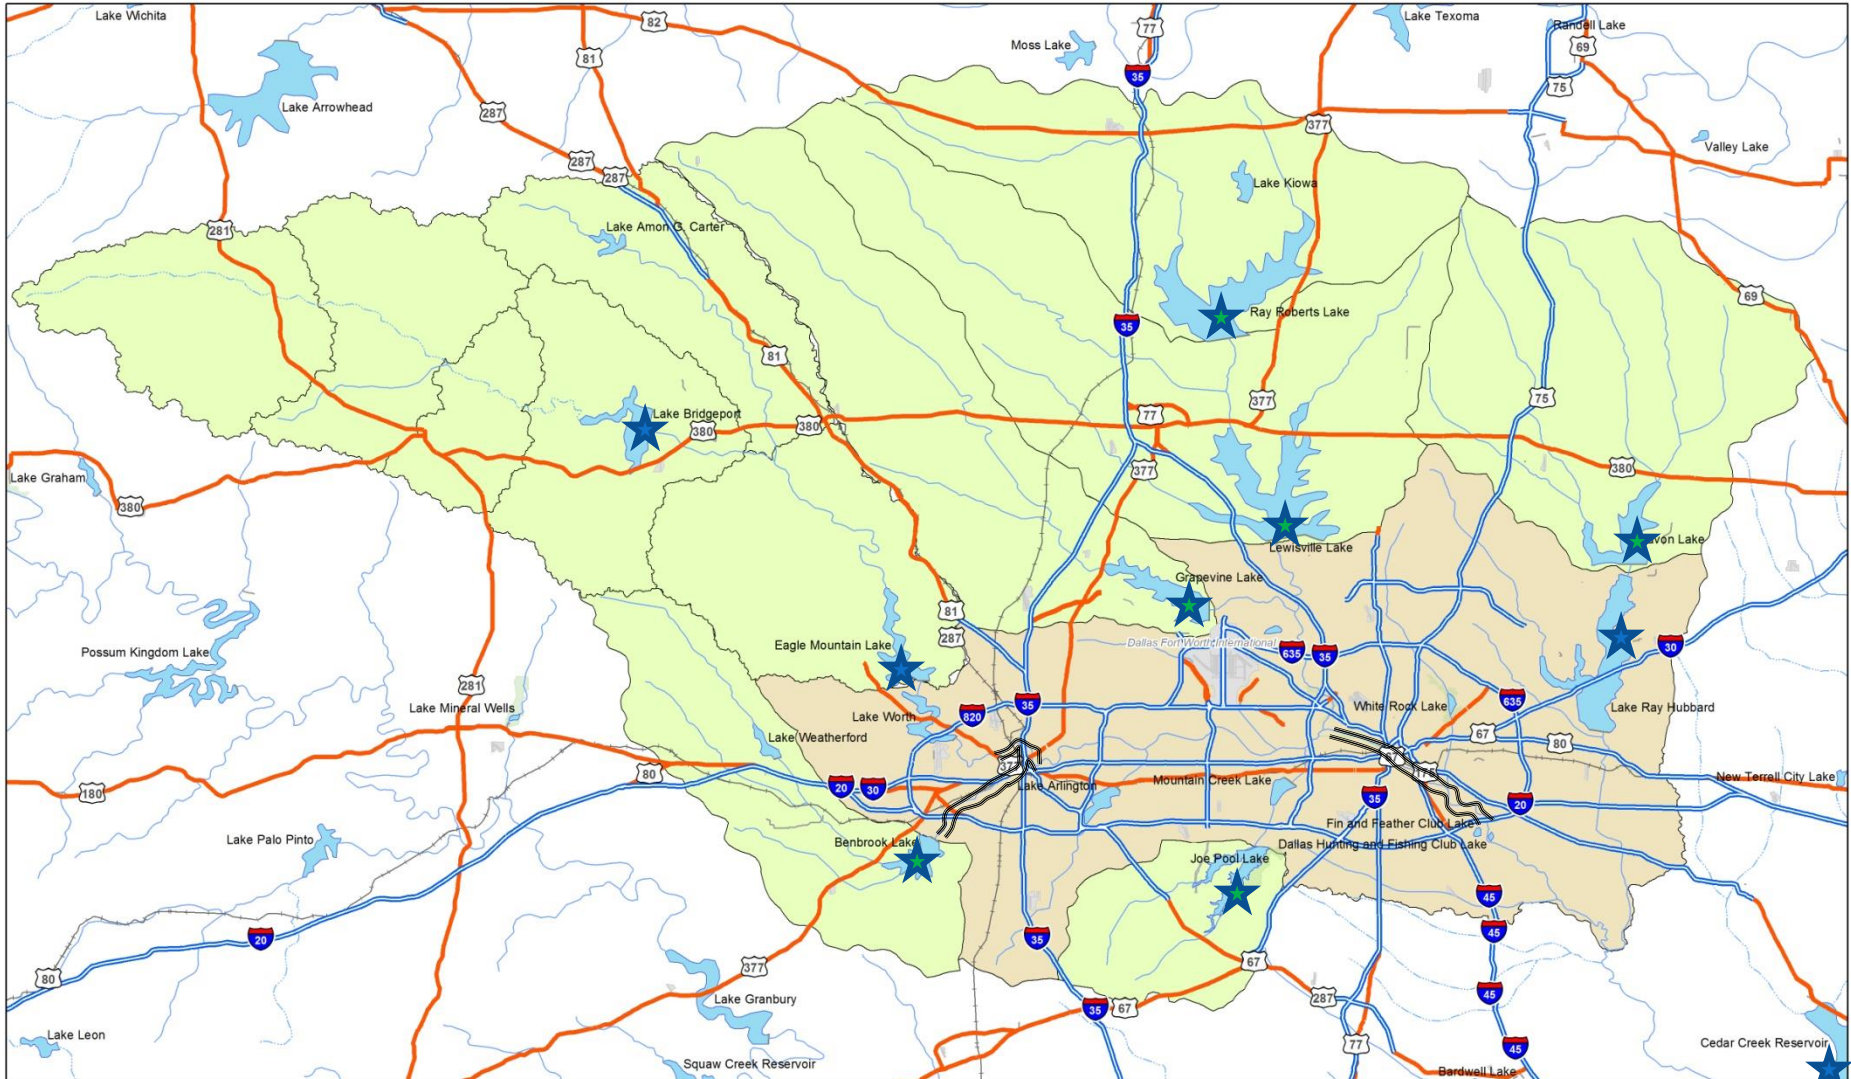 Lake Wichita
82
77
Lake Texoma
Randell Lake
69
81
Moss Lake
35
75
Lake Arrowhead
287
377
287
Valley Lake
287
Lake Kiowa
281
Lake Amon G. Carter
69
Ray Roberts Lake
35
81
75
377
Lake Bridgeport
77
380
380
377
380
Lake Graham
380
Lewisville Lake
von Lake
Grapevine Lake
81
287
Dallas Fort Worth International
Eagle Mountain Lake
635
35
30
Possum Kingdom Lake
281
Lake Mineral Wells
635
35
White Rock Lake
Lake Ray Hubbard
820
Lake Worth
Lake Weatherford
67
80
67
175
377
80
New Terrell City Lake
Mountain Creek Lake
180
20
30
Lake Arlington
35
20
Fin and Feather Club Lake
Lake Palo Pinto
Benbrook Lake
Dallas Hunting and Fishing Club Lake
Joe Pool Lake
45
20
35
45
80
377
67
45
287
Lake Granbury
35
67
Lake Leon
77
45
Cedar Creek Reservoir
Squaw Creek Reservoir
Bardwell Lake